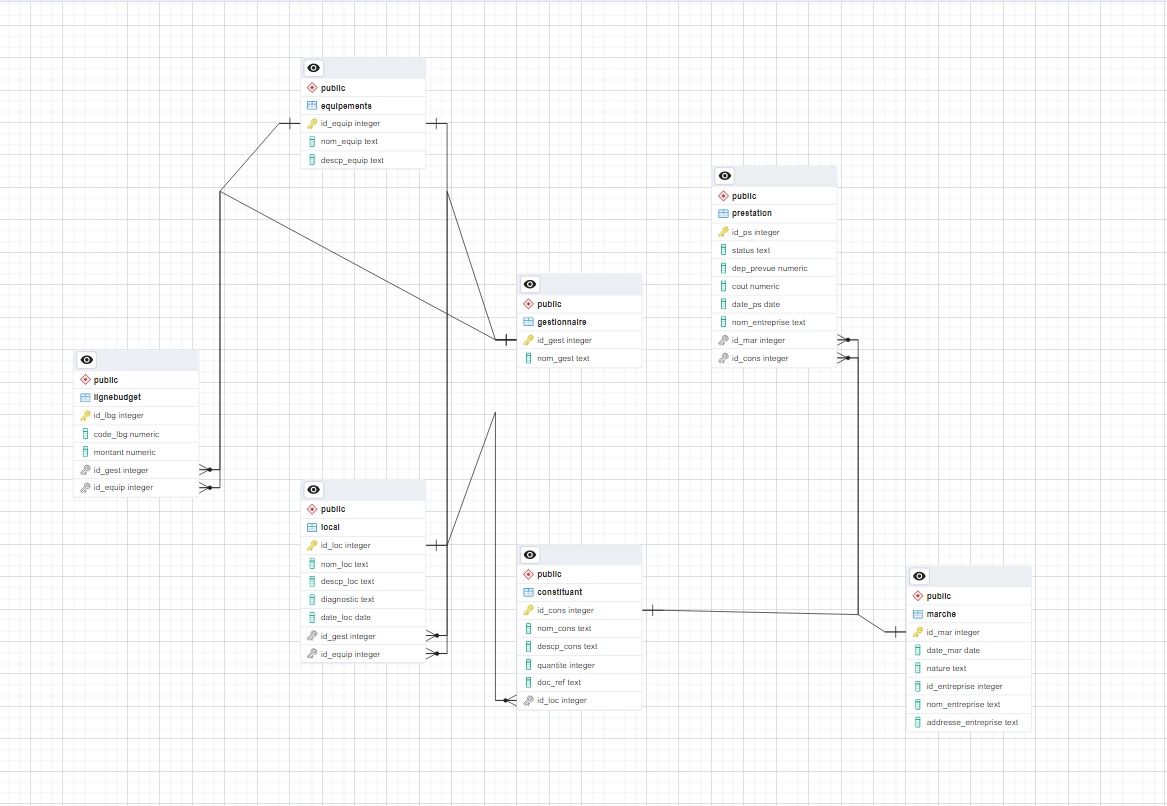 public
equipements
id_equip integer
nom_equip text
descp_equip text
public
prestation
id_ps integer
status text
dep_prevue numeric
cout numeric
date_ps date
nom_entreprise text
id_mar integer
id_cons integer
public
gestionnaire
id_gest integer
nom_gest text
public
lignebudget
id_lbg integer
code_lbg numeric
montant numeric
id_gest integer
id_equip integer
public
local
id_loc integer
nom_loc text
descp_loc text
diagnostic text
date_loc date
id_gest integer
id_equip integer
public
constituant
id_cons integer
nom_cons text
descp_cons text
quantite integer
doc_ref text
id_loc integer
public
marche
id_mar integer
date_mar date
nature text
id_entreprise integer
nom_entreprise text
addresse_entreprise text